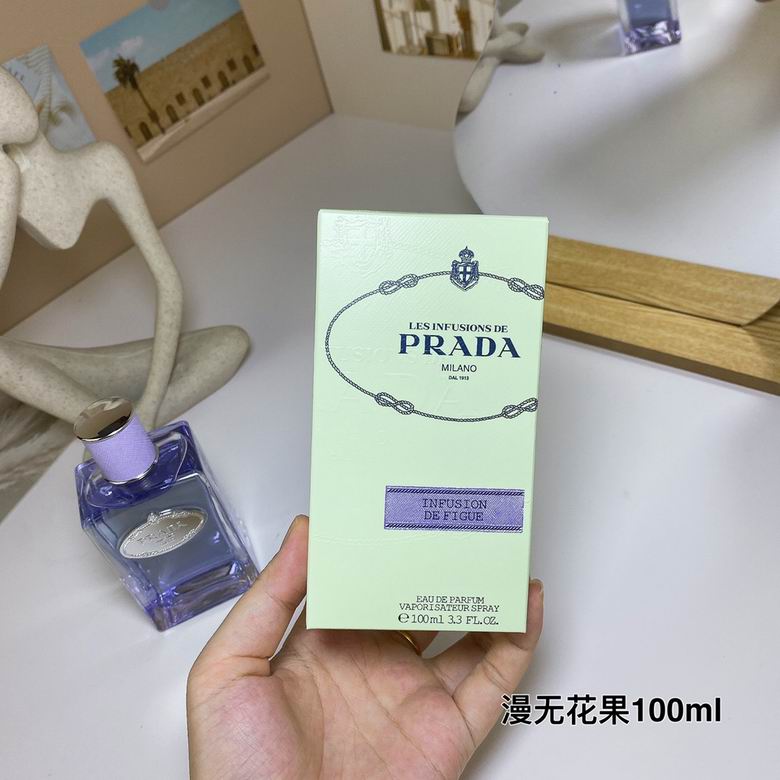 LES INFUSIONS DE
PRADA
MILANO
DAL 1913
INFUSION
DE FIGUE
EAU DE PARFUM
VAPORISATEUR SPRAY
℮100ml 3.3 FL.OZ.
PRADA
漫无花果100ml